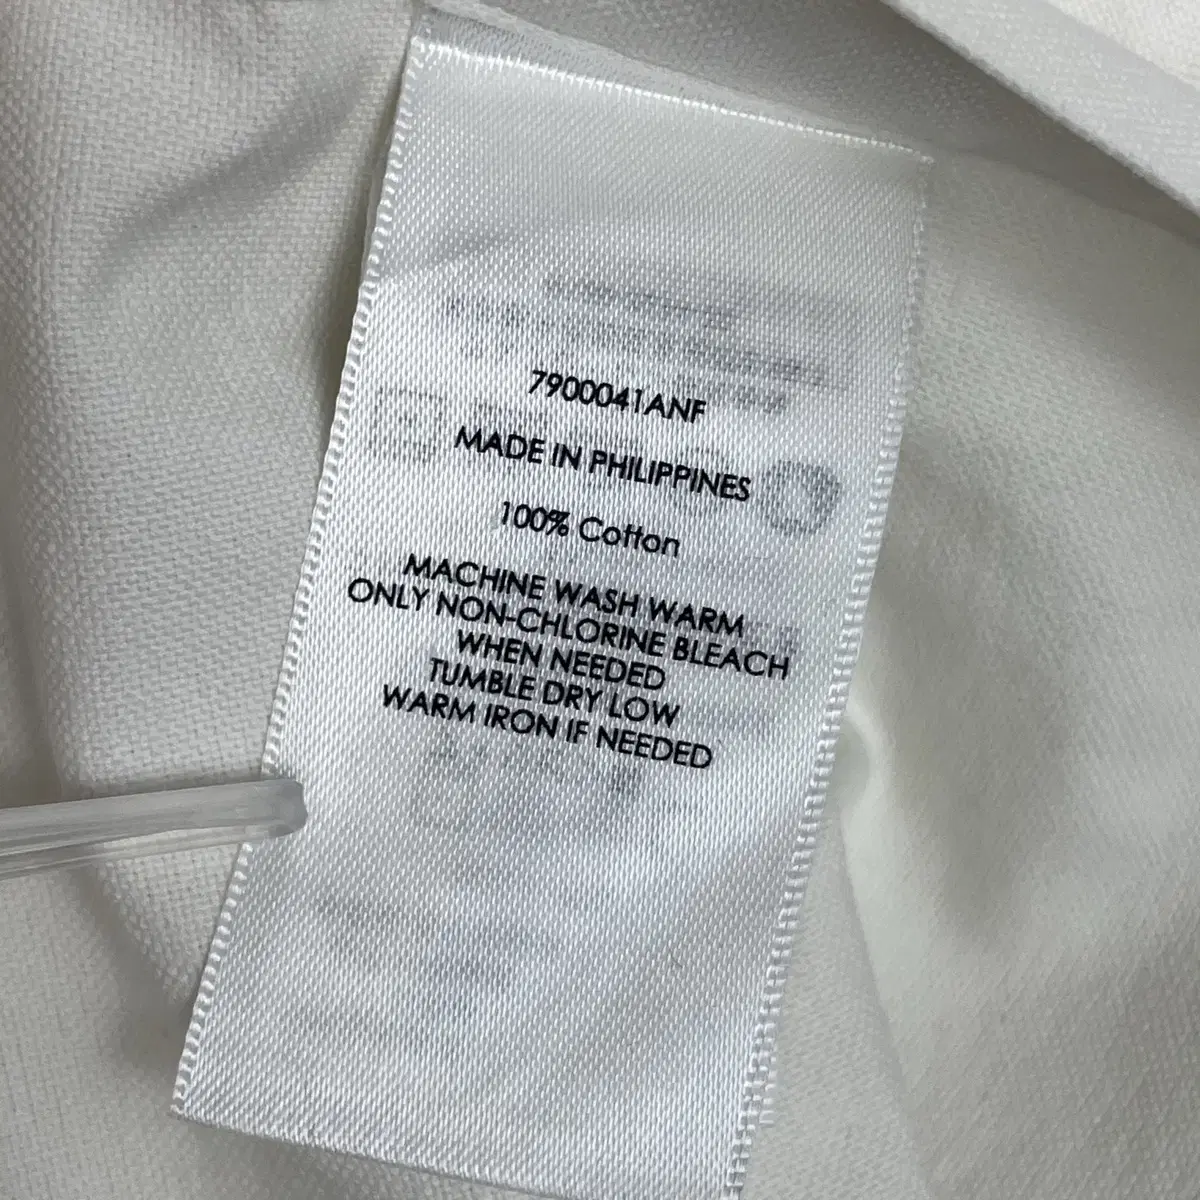 7900041ANF
MADE IN PHILIPPINES
100% Cotton
MACHINE WASH WARM
ONLY NON-CHLORINE BLEACH
WHEN NEEDED
TUMBLE DRY LOW
WARM IRON IF NEEDED